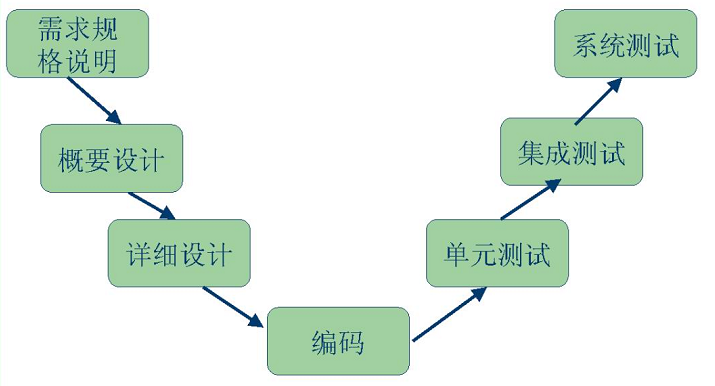 需求规
格说明
系统测试
概要设计
集成测试
详细设计
单元测试
编码